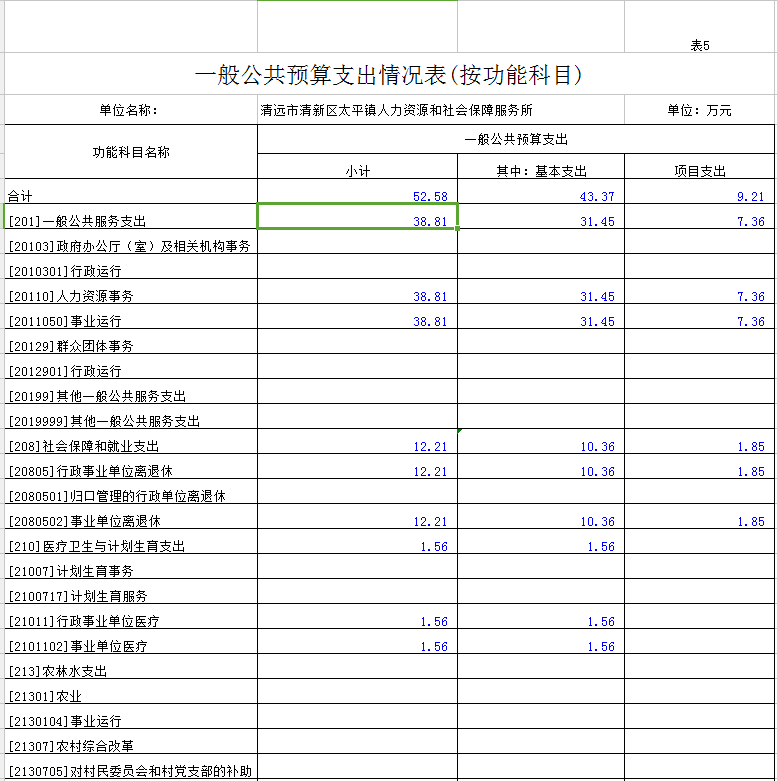 表5
一般公共预算支出情况表(按功能科目)
单位名称： 清远市清新区太平镇人力资源和社会保障服务所 单位：万元
功能科目名称 一般公共预算支出
小计 其中：基本支出 项目支出
合计 52.58 43.37 9.21
[201]一般公共服务支出 38.81 31.45 7.36
[20103]政府办公厅（室）及相关机构事务
[2010301]行政运行
[20110]人力资源事务 38.81 31.45 7.36
[2011050]事业运行 38.81 31.45 7.36
[20129]群众团体事务
[2012901]行政运行
[20199]其他一般公共服务支出
[2019999]其他一般公共服务支出
[208]社会保障和就业支出 12.21 10.36 1.85
[20805]行政事业单位离退休 12.21 10.36 1.85
[2080501]归口管理的行政单位离退休
[2080502]事业单位离退休 12.21 10.36 1.85
[210]医疗卫生与计划生育支出 1.56 1.56
[21007]计划生育事务
[2100717]计划生育服务
[21011]行政事业单位医疗 1.56 1.56
[2101102]事业单位医疗 1.56 1.56
[213]农林水支出
[21301]农业
[2130104]事业运行
[21307]农村综合改革
[2130705]对村民委员会和村党支部的补助